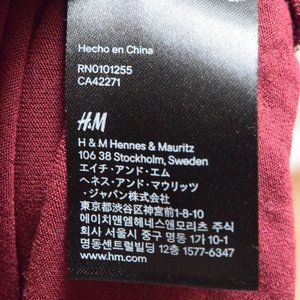 Hecho en China
RN0101255
CA42271
H&M
H & M Hennes & Mauritz
106 38 Stockholm, Sweden
エイチ・アンド・エム
ヘネス・アンド・マウリッツ
・ジャパン株式会社
東京都渋谷区神宮前1-8-10
에이치앤엠헤네스앤모리츠 주식
회사 서울시 중구 명동 1가 10-1
명동센트럴빌딩 12층 1577-6347
www.hm.com